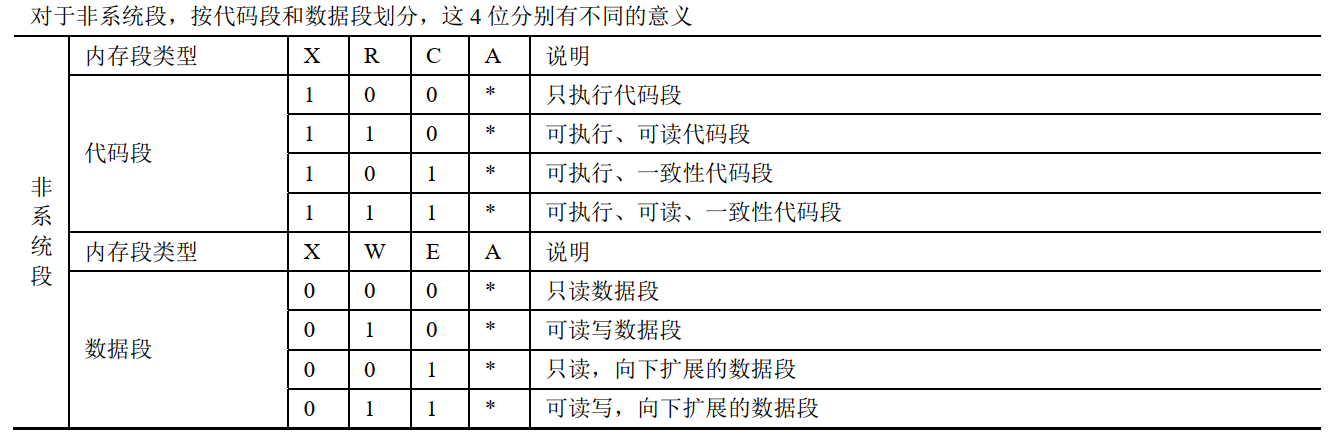 对于非系统段，按代码段和数据段划分，这 4 位分别有不同的意义
非系统段
内存段类型 X R C A 说明
代码段
1 0 0 * 只执行代码段
1 1 0 * 可执行、可读代码段
1 0 1 * 可执行、一致性代码段
1 1 1 * 可执行、可读、一致性代码段
内存段类型 X W E A 说明
数据段
0 0 0 * 只读数据段
0 1 0 * 可读写数据段
0 0 1 * 只读，向下扩展的数据段
0 1 1 * 可读写，向下扩展的数据段